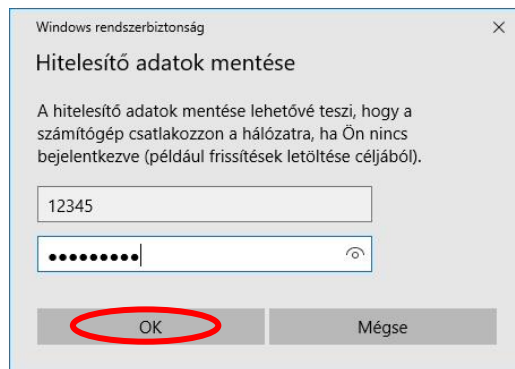 Windows rendszerbiztonság
Hitelesítő adatok mentése
A hitelesítő adatok mentése lehetővé teszi, hogy a
számítógép csatlakozzon a hálózatra, ha Ön nincs
bejelentkezve (például frissítések letöltése céljából).
12345
•••••••••
OK
Mégse